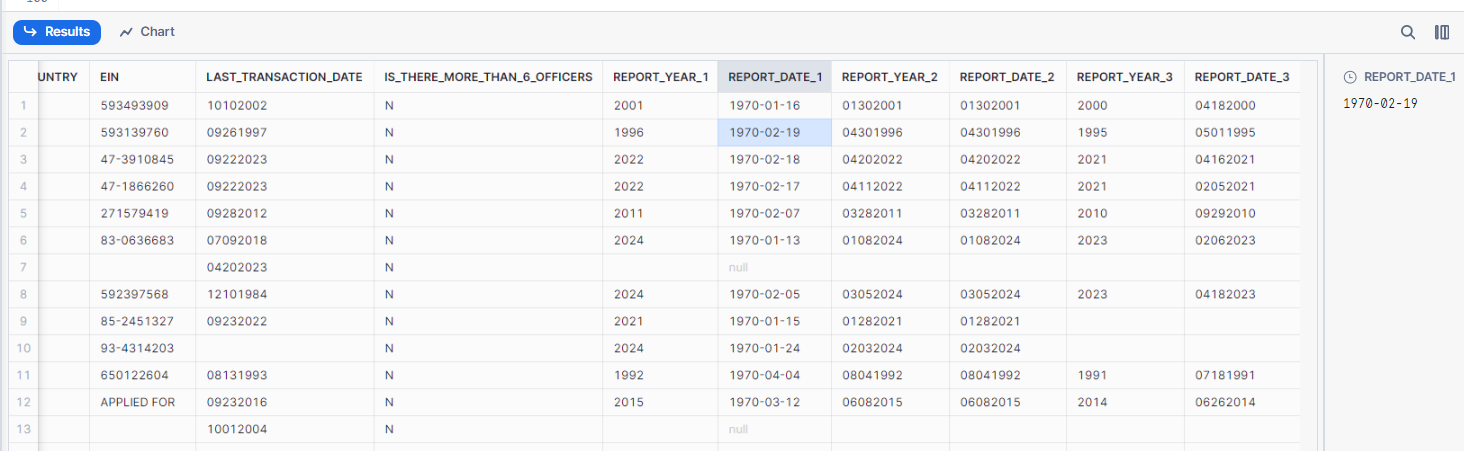 Results Chart
UNTRY EIN LAST_TRANSACTION_DATE IS_THERE_MORE_THAN_6_OFFICERS REPORT_YEAR_1 REPORT_DATE_1 REPORT_YEAR_2 REPORT_DATE_2 REPORT_YEAR_3 REPORT_DATE_3 REPORT_DATE_1
1 593493909 10102002 N 2001 1970-01-16 01302001 01302001 2000 04182000 1970-02-19
2 593139760 09261997 N 1996 1970-02-19 04301996 04301996 1995 05011995
3 47-3910845 09222023 N 2022 1970-02-18 04202022 04202022 2021 04162021
4 47-1866260 09222023 N 2022 1970-02-17 04112022 04112022 2021 02052021
5 271579419 09282012 N 2011 1970-02-07 03282011 03282011 2010 09292010
6 83-0636683 07092018 N 2024 1970-01-13 01082024 01082024 2023 02062023
7 04202023 N null
8 592397568 12101984 N 2024 1970-02-05 03052024 03052024 2023 04182023
9 85-2451327 09232022 N 2021 1970-01-15 01282021 01282021
10 93-4314203 N 2024 1970-01-24 02032024 02032024
11 650122604 08131993 N 1992 1970-04-04 08041992 08041992 1991 07181991
12 APPLIED FOR 09232016 N 2015 1970-03-12 06082015 06082015 2014 06262014
13 10012004 N null